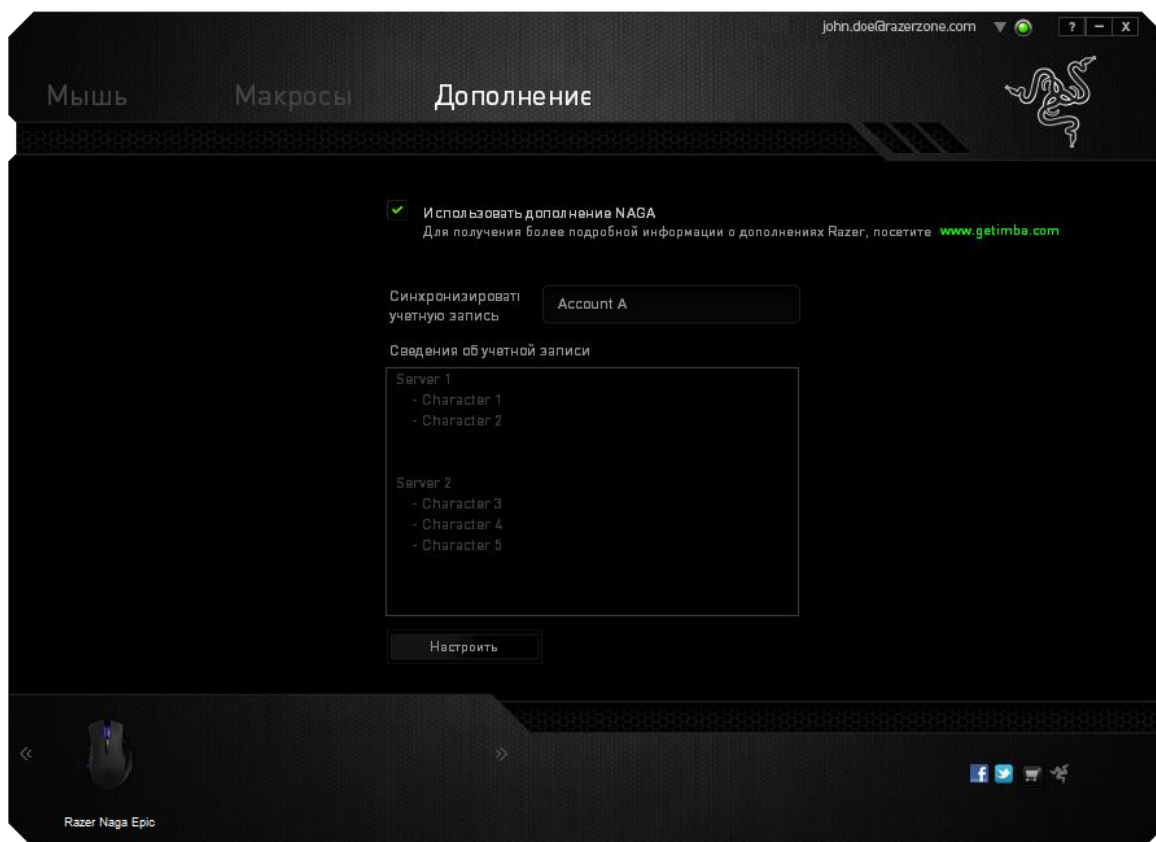 john.doe@razerzone.com
? – X
Мышь Макросы Дополнение
Использовать дополнение NAGA
Для получения более подробной информации о дополнениях Razer, посетите www.getimba.com
Синхронизироват
учетную запись
Account A
Сведения об учетной записи
Server 1
- Character 1
- Character 2
Server 2
- Character 3
- Character 4
- Character 5
Настроить
Razer Naga Epic